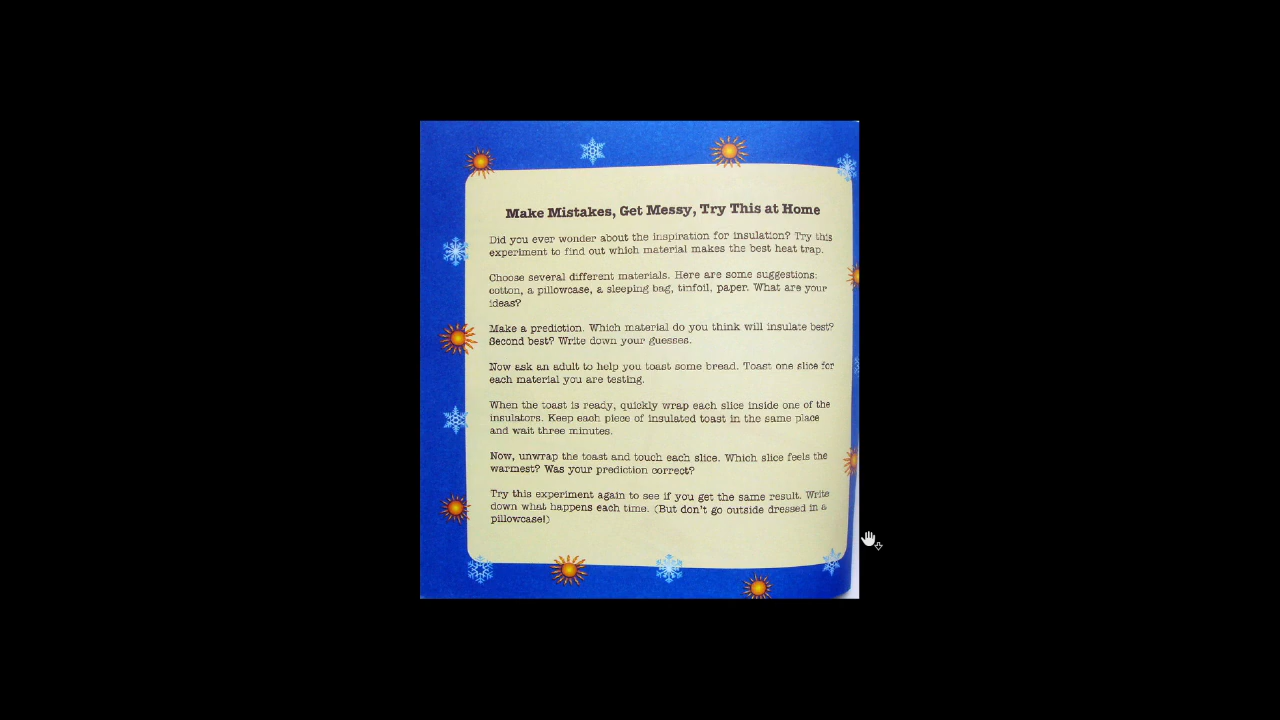 Make Mistakes, Get Messy, Try This at Home
Did you ever wonder about the inspiration for insulation? Try this
experiment to find out which material makes the best heat trap.
Choose several different materials. Here are some suggestions:
cotton, a pillowcase, a sleeping bag, tinfoil, paper. What are your
ideas?
Make a prediction. Which material do you think will insulate best?
Second best? Write down your guesses.
Now ask an adult to help you toast some bread. Toast one slice for
each material you are testing.
When the toast is ready, quickly wrap each slice inside one of the
insulators. Keep each piece of insulated toast in the same place
and wait three minutes.
Now, unwrap the toast and touch each slice. Which slice feels the
warmest? Was your prediction correct?
Try this experiment again to see if you get the same result. Write
down what happens each time. (But don't go outside dressed in a
pillowcase!)